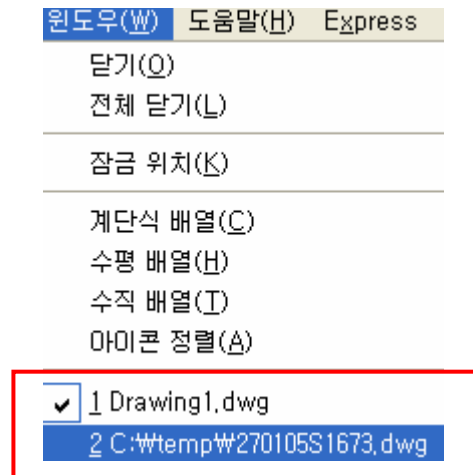 윈도우(W) 도움말(H) Express
닫기(O)
전체 닫기(L)
잠금 위치(K)
계단식 배열(C)
수평 배열(H)
수직 배열(T)
아이콘 정렬(A)
1 Drawing1.dwg
2 C:₩temp₩270105S1673.dwg